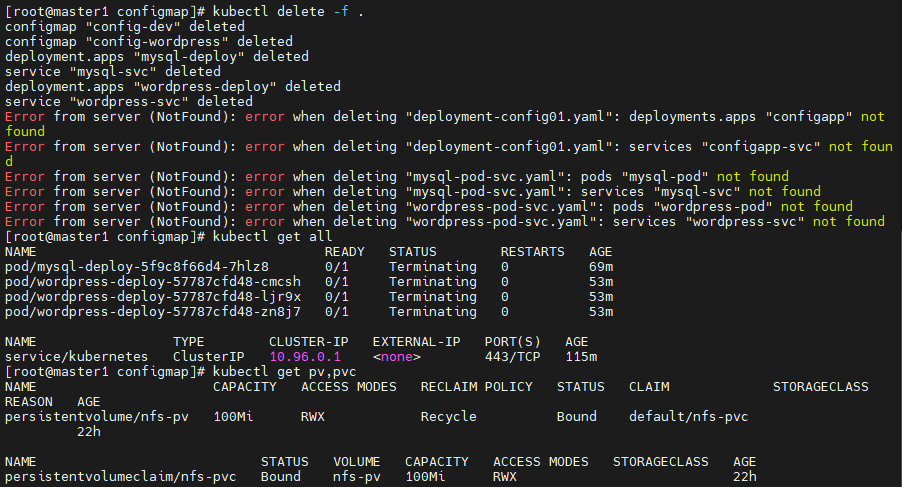 [root@master1 configmap]# kubectl delete -f .
configmap "config-dev" deleted
configmap "config-wordpress" deleted
deployment.apps "mysql-deploy" deleted
service "mysql-svc" deleted
deployment.apps "wordpress-deploy" deleted
service "wordpress-svc" deleted
Error from server (NotFound): error when deleting "deployment-config01.yaml": deployments.apps "configapp" not
found
Error from server (NotFound): error when deleting "deployment-config01.yaml": services "configapp-svc" not foun
d
Error from server (NotFound): error when deleting "mysql-pod-svc.yaml": pods "mysql-pod" not found
Error from server (NotFound): error when deleting "mysql-pod-svc.yaml": services "mysql-svc" not found
Error from server (NotFound): error when deleting "wordpress-pod-svc.yaml": pods "wordpress-pod" not found
Error from server (NotFound): error when deleting "wordpress-pod-svc.yaml": services "wordpress-svc" not found
[root@master1 configmap]# kubectl get all
NAME                                    READY   STATUS        RESTARTS   AGE
pod/mysql-deploy-5f9c8f66d4-7hlz8       0/1     Terminating   0          69m
pod/wordpress-deploy-57787cfd48-cmcsh   0/1     Terminating   0          53m
pod/wordpress-deploy-57787cfd48-ljr9x   0/1     Terminating   0          53m
pod/wordpress-deploy-57787cfd48-zn8j7   0/1     Terminating   0          53m
NAME                 TYPE        CLUSTER-IP   EXTERNAL-IP   PORT(S)   AGE
service/kubernetes   ClusterIP   10.96.0.1    <none>        443/TCP   115m
[root@master1 configmap]# kubectl get pv,pvc
NAME                      CAPACITY   ACCESS MODES   RECLAIM POLICY   STATUS   CLAIM             STORAGECLASS
REASON   AGE
persistentvolume/nfs-pv   100Mi      RWX            Recycle          Bound    default/nfs-pvc
         22h
NAME                            STATUS   VOLUME   CAPACITY   ACCESS MODES   STORAGECLASS   AGE
persistentvolumeclaim/nfs-pvc   Bound    nfs-pv   100Mi      RWX                           22h